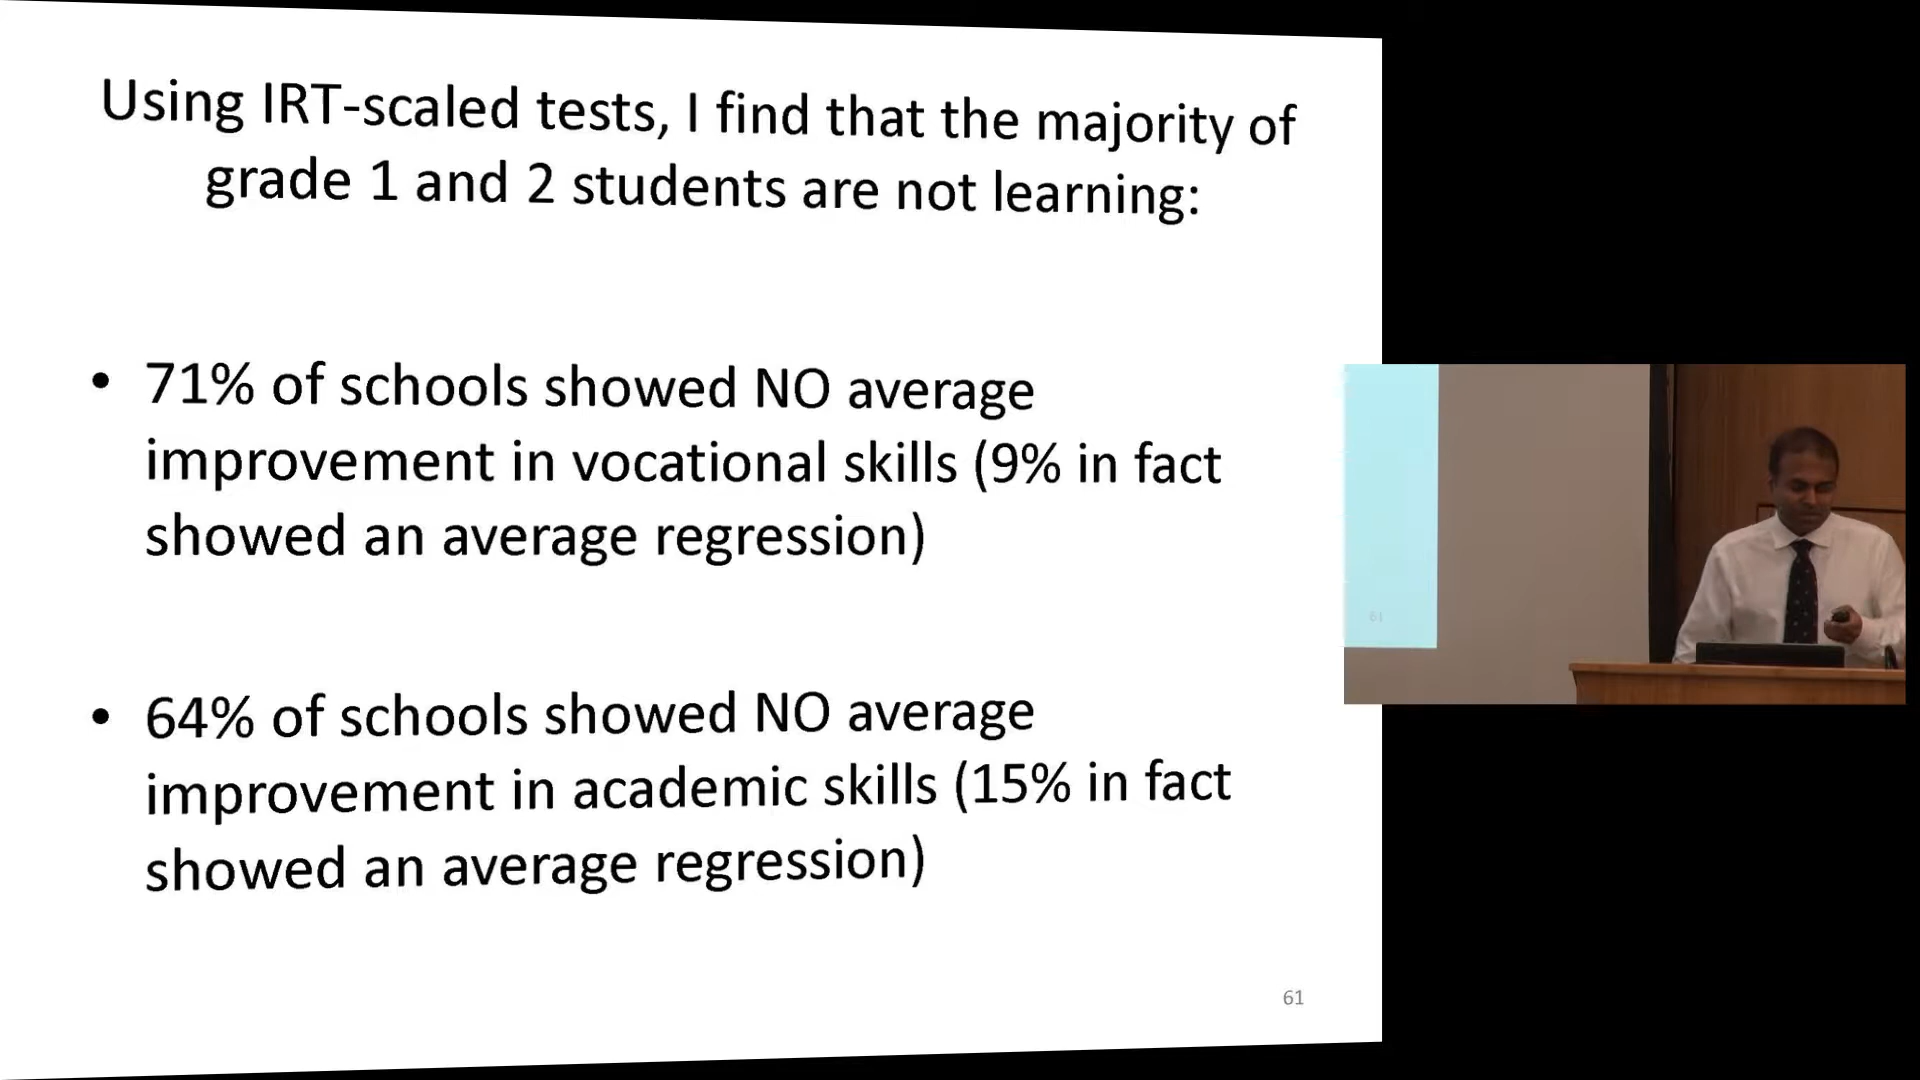 Using IRT-scaled tests, I find that the majority of
grade 1 and 2 students are not learning:
• 71% of schools showed NO average
improvement in vocational skills (9% in fact
showed an average regression)
• 64% of schools showed NO average
improvement in academic skills (15% in fact
showed an average regression)
61
61